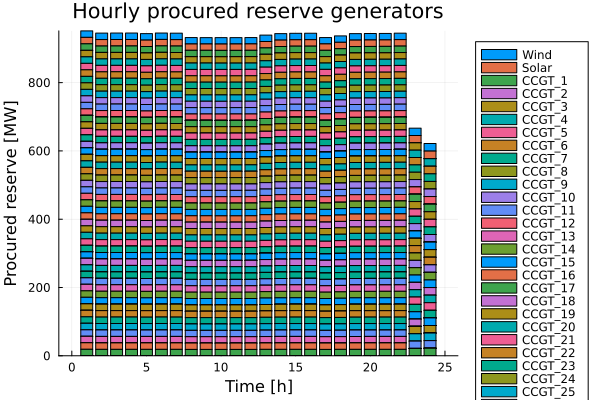 Hourly procured reserve generators
Procured reserve [MW]
800
600
400
200
0
0 5 10 15 20 25
Time [h]
Wind
Solar
CCGT_1
CCGT_2
CCGT_3
CCGT_4
CCGT_5
CCGT_6
CCGT_7
CCGT_8
CCGT_9
CCGT_10
CCGT_11
CCGT_12
CCGT_13
CCGT_14
CCGT_15
CCGT_16
CCGT_17
CCGT_18
CCGT_19
CCGT_20
CCGT_21
CCGT_22
CCGT_23
CCGT_24
CCGT_25